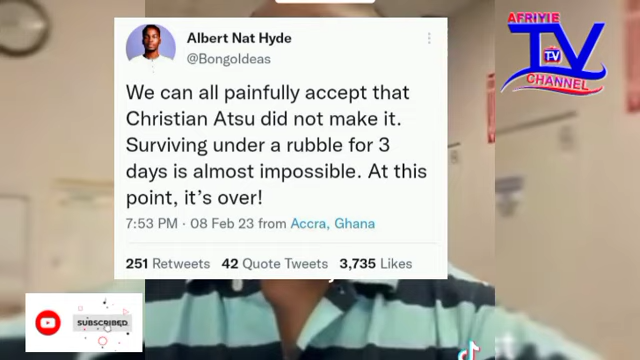 Albert Nat Hyde
@BongoIdeas
We can all painfully accept that
Christian Atsu did not make it.
Surviving under a rubble for 3
days is almost impossible. At this
point, it's over!
7:53 PM · 08 Feb 23 from Accra, Ghana
251 Retweets 42 Quote Tweets 3,735 Likes
AFRIYIE
TV
TV
CHANNEL
SUBSCRIBED